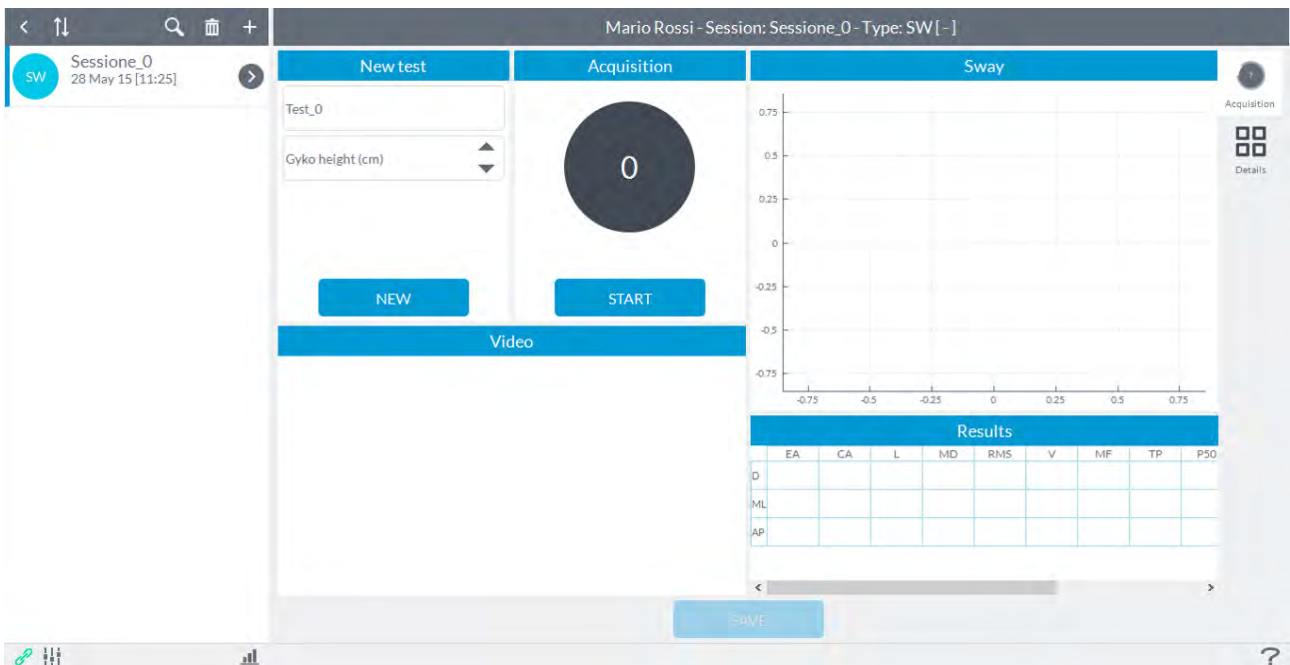 Mario Rossi - Session: Sessione_0 - Type: SW [ - ]
SW
Sessione_0
28 May 15 [11:25]
New test
Test_0
Gyko height (cm)
NEW
Acquisition
0
START
Video
Sway
0.75
0.5
0.25
0
-0.25
-0.5
-0.75
-0.75 -0.5 -0.25 0 0.25 0.5 0.75
Results
EA CA L MD RMS V MF TP P50
D
ML
AP
SAVE
?
Acquisition
Details
?